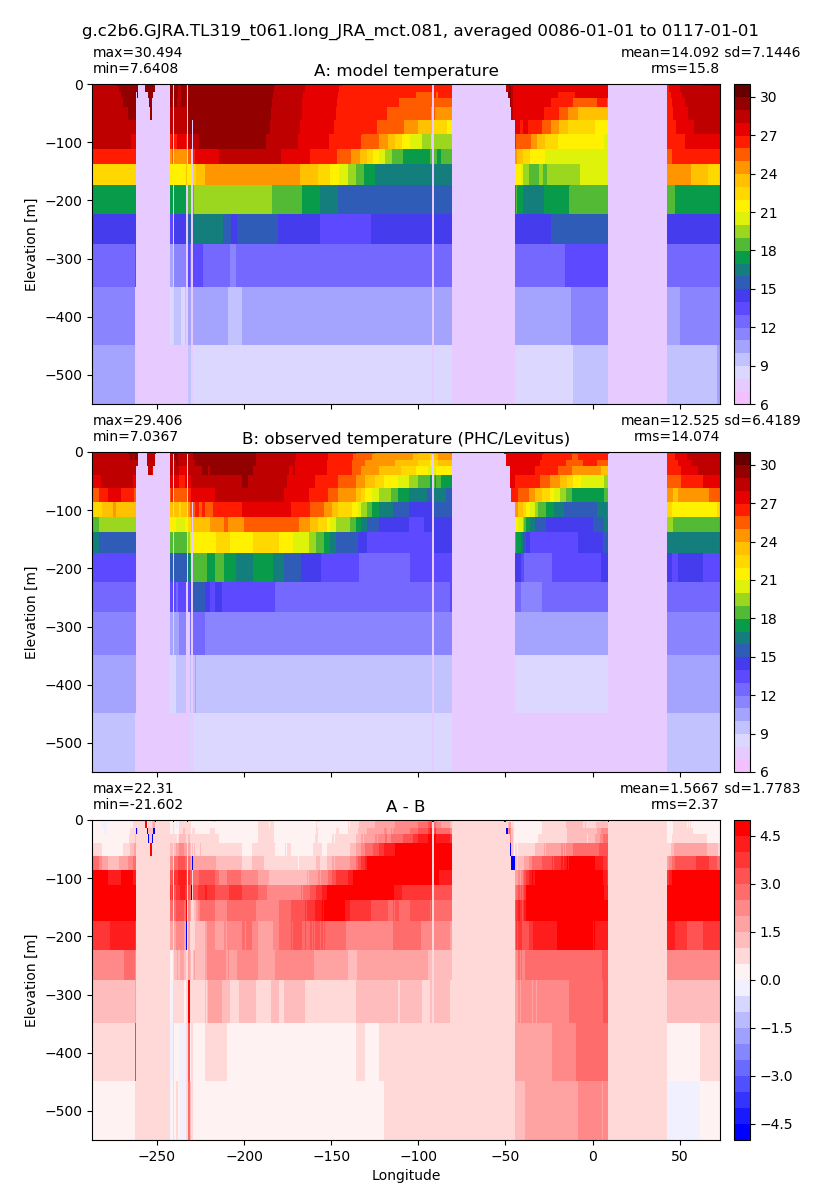 g.c2b6.GJRA.TL319_t061.long_JRA_mct.081, averaged 0086-01-01 to 0117-01-01
max=30.494
min=7.6408
A: model temperature
mean=14.092 sd=7.1446
rms=15.8
0
−100
−200
−300
−400
−500
Elevation [m]
30
27
24
21
18
15
12
9
6
max=29.406
min=7.0367
B: observed temperature (PHC/Levitus)
mean=12.525 sd=6.4189
rms=14.074
0
−100
−200
−300
−400
−500
Elevation [m]
30
27
24
21
18
15
12
9
6
max=22.31
min=-21.602
A - B
mean=1.5667 sd=1.7783
rms=2.37
0
−100
−200
−300
−400
−500
Elevation [m]
4.5
3.0
1.5
0.0
−1.5
−3.0
−4.5
−250
−200
−150
−100
−50
0
50
Longitude